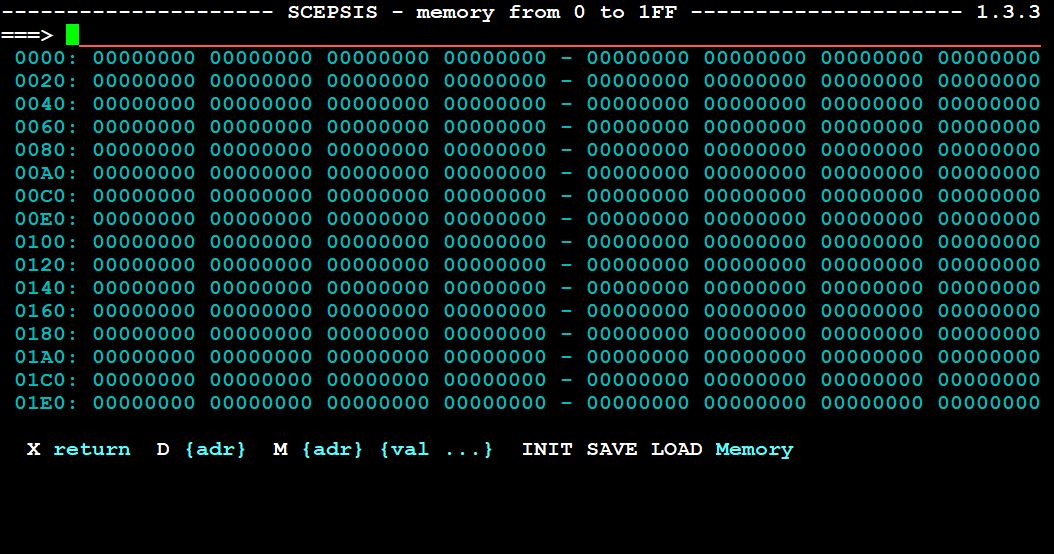 --------------------- SCEPSIS - memory from 0 to 1FF --------------------- 1.3.3
===>
0000: 00000000 00000000 00000000 00000000 - 00000000 00000000 00000000 00000000
0020: 00000000 00000000 00000000 00000000 - 00000000 00000000 00000000 00000000
0040: 00000000 00000000 00000000 00000000 - 00000000 00000000 00000000 00000000
0060: 00000000 00000000 00000000 00000000 - 00000000 00000000 00000000 00000000
0080: 00000000 00000000 00000000 00000000 - 00000000 00000000 00000000 00000000
00A0: 00000000 00000000 00000000 00000000 - 00000000 00000000 00000000 00000000
00C0: 00000000 00000000 00000000 00000000 - 00000000 00000000 00000000 00000000
00E0: 00000000 00000000 00000000 00000000 - 00000000 00000000 00000000 00000000
0100: 00000000 00000000 00000000 00000000 - 00000000 00000000 00000000 00000000
0120: 00000000 00000000 00000000 00000000 - 00000000 00000000 00000000 00000000
0140: 00000000 00000000 00000000 00000000 - 00000000 00000000 00000000 00000000
0160: 00000000 00000000 00000000 00000000 - 00000000 00000000 00000000 00000000
0180: 00000000 00000000 00000000 00000000 - 00000000 00000000 00000000 00000000
01A0: 00000000 00000000 00000000 00000000 - 00000000 00000000 00000000 00000000
01C0: 00000000 00000000 00000000 00000000 - 00000000 00000000 00000000 00000000
01E0: 00000000 00000000 00000000 00000000 - 00000000 00000000 00000000 00000000
X return D {adr} M {adr} {val ...} INIT SAVE LOAD Memory